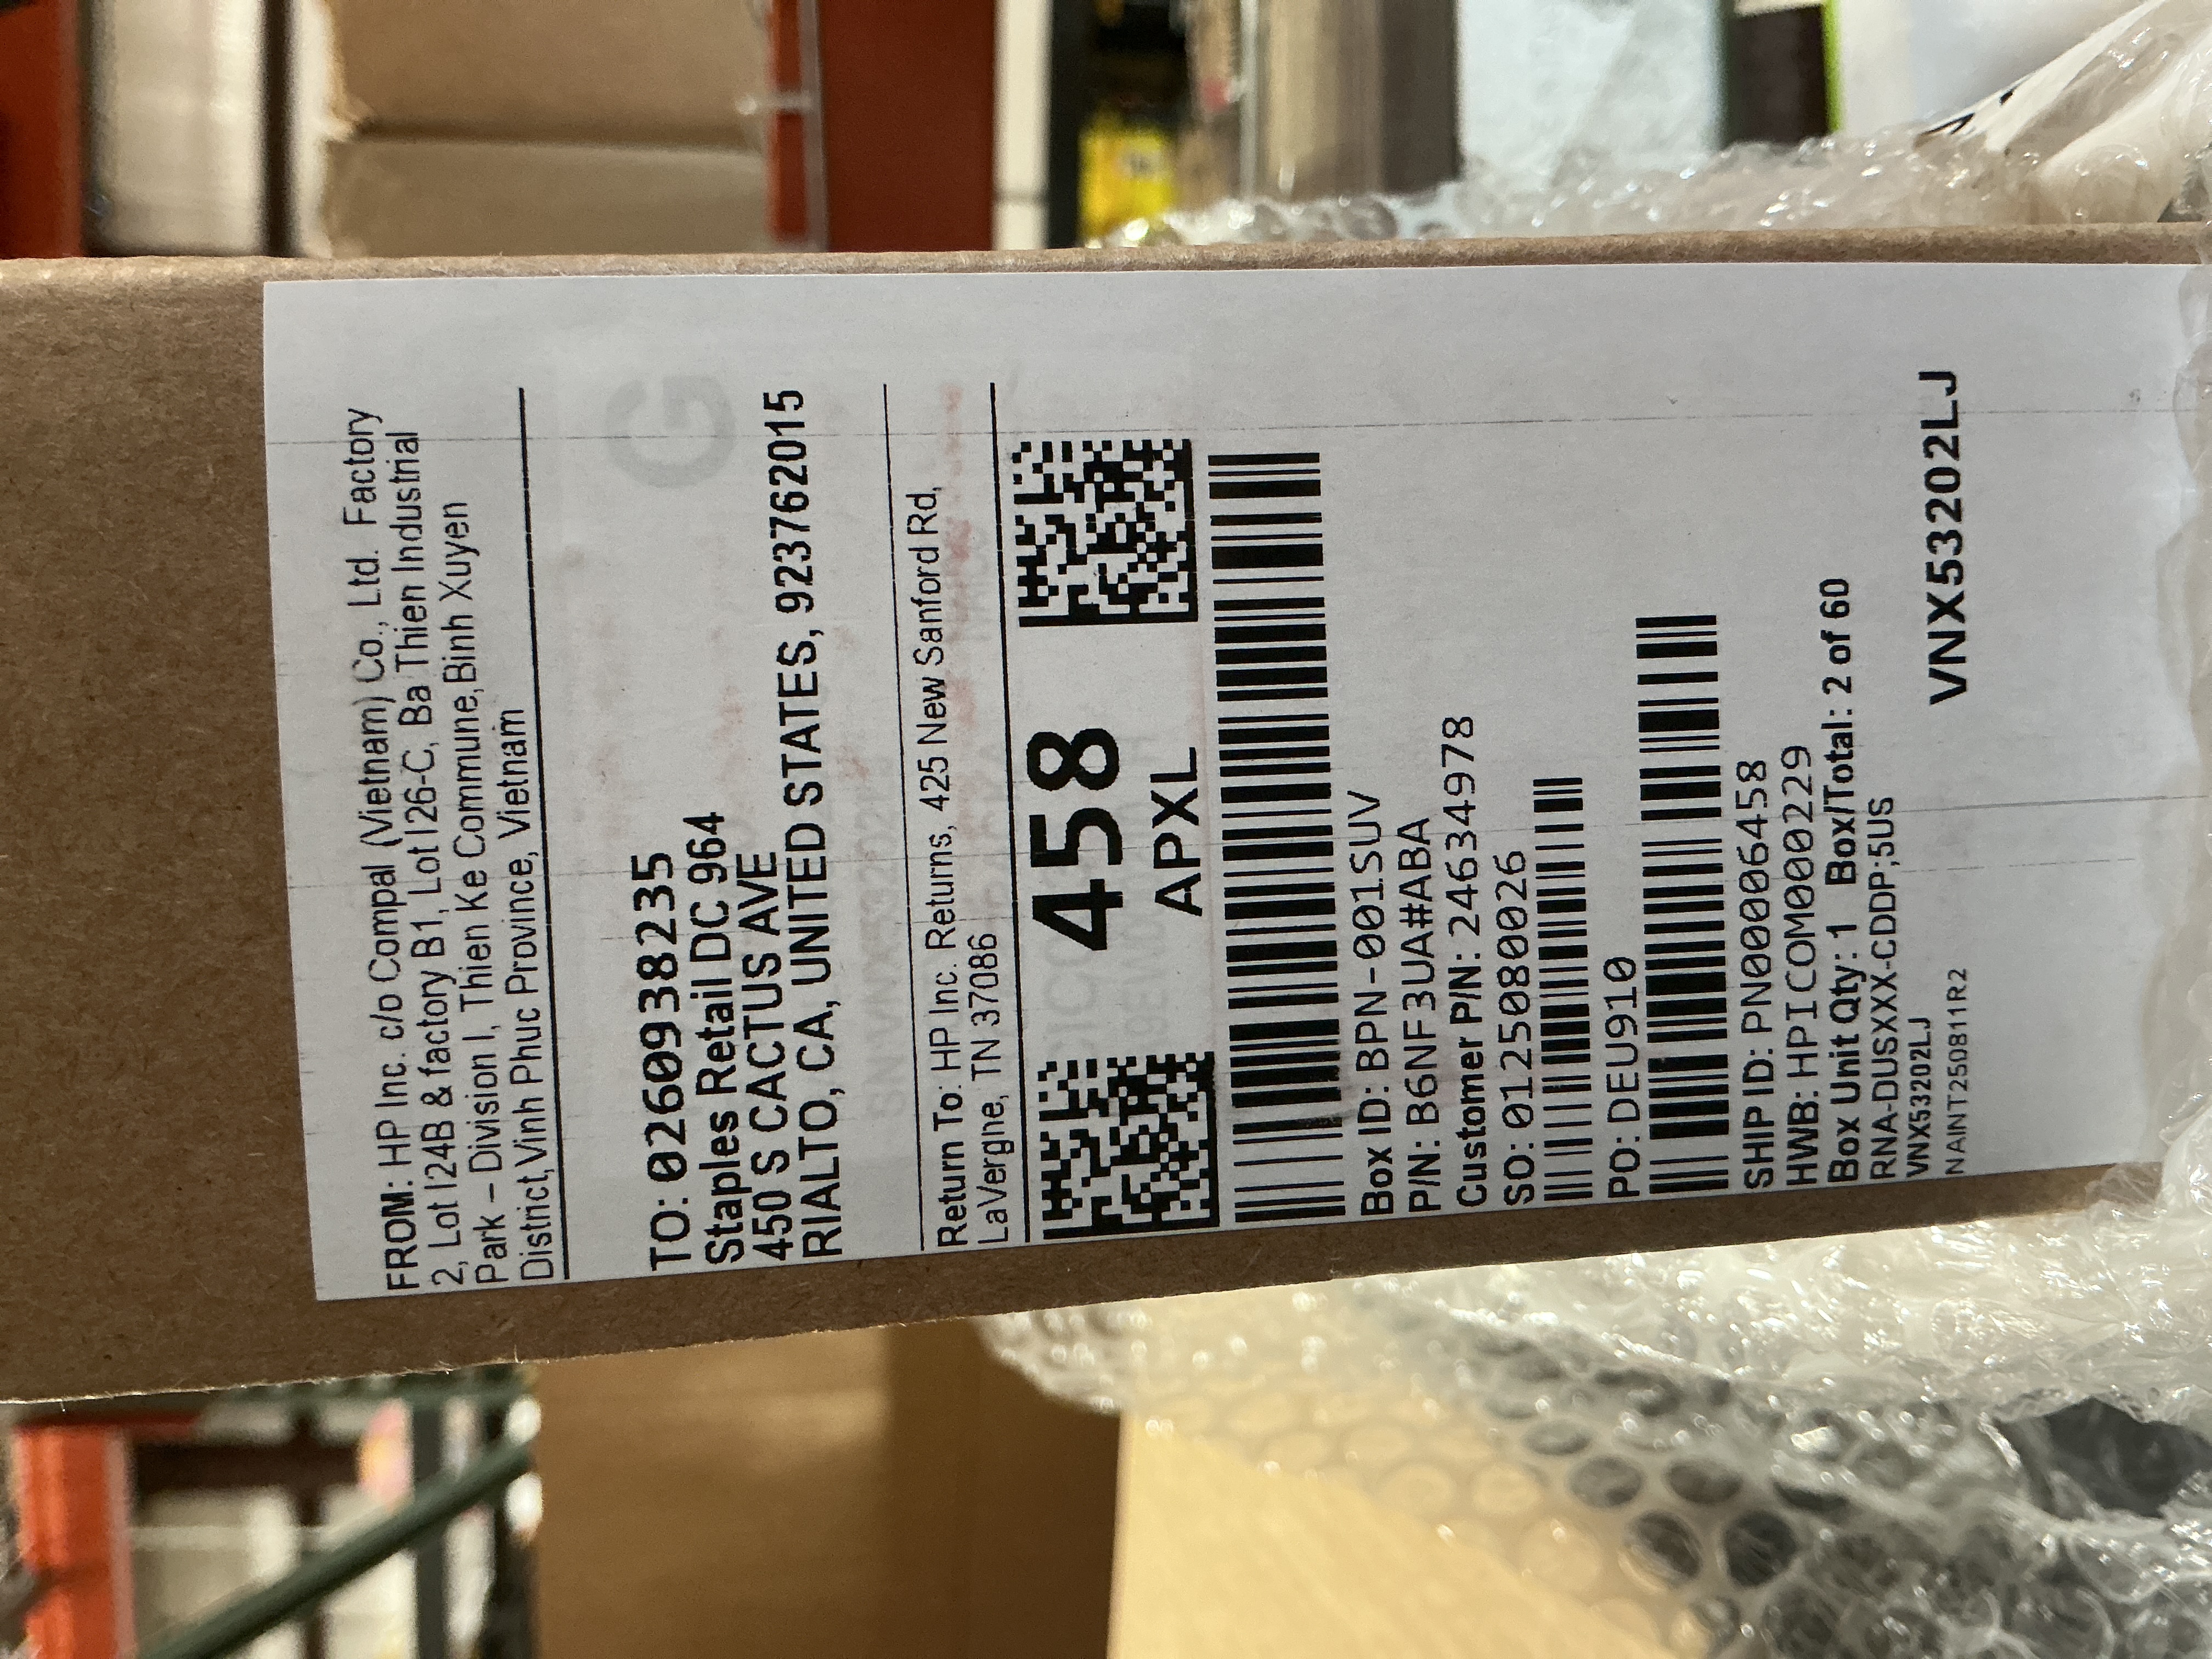 FROM: HP Inc. c/o Compal (Vietnam) Co., Ltd. Factory
2, Lot I24B & factory B1, Lot I26-C, Ba Thien Industrial
Park – Division I, Thien Ke Commune,Binh Xuyen
District,Vinh Phuc Province, Vietnam
TO: 0260938235
Staples Retail DC 964
450 S CACTUS AVE
RIALTO, CA, UNITED STATES, 923762015
Return To: HP Inc. Returns, 425 New Sanford Rd,
LaVergne, TN 37086
458
APXL
Box ID: BPN-001SUV
P/N: B6NF3UA#ABA
Customer P/N: 24634978
SO: 0125080026
PO: DEU910
SHIP ID: PN0006458
HWB: HPICOM000229
Box Unit Qty: 1 Box/Total: 2 of 60
RNA-DUSXXX-CDDP;5US
VNX53202LJ VNX53202LJ
NAINT250811R2